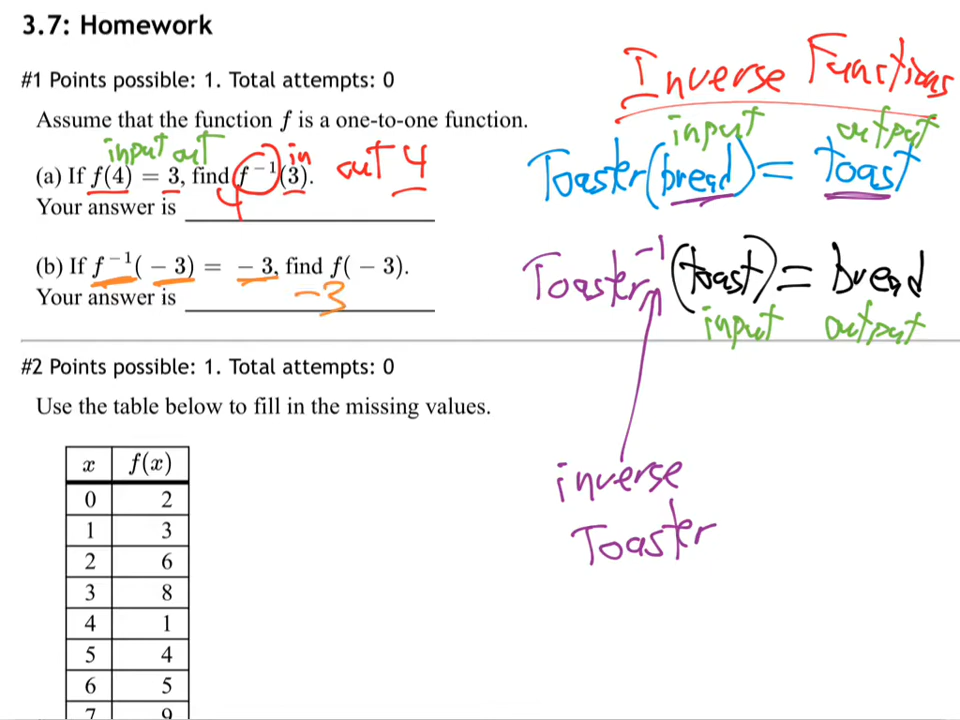 3.7: Homework
Inverse Functions
#1 Points possible: 1. Total attempts: 0
Assume that the function f is a one-to-one function.
input output
Toaster(bread) = toast
input out in out 4
(a) If f(4) = 3, find f⁻¹(3).
4
Your answer is
Toaster⁻¹(toast) = bread
input output
(b) If f⁻¹( − 3) = − 3, find f( − 3).
Your answer is
−3
inverse
Toaster
#2 Points possible: 1. Total attempts: 0
Use the table below to fill in the missing values.
x f(x)
0 2
1 3
2 6
3 8
4 1
5 4
6 5
7 9